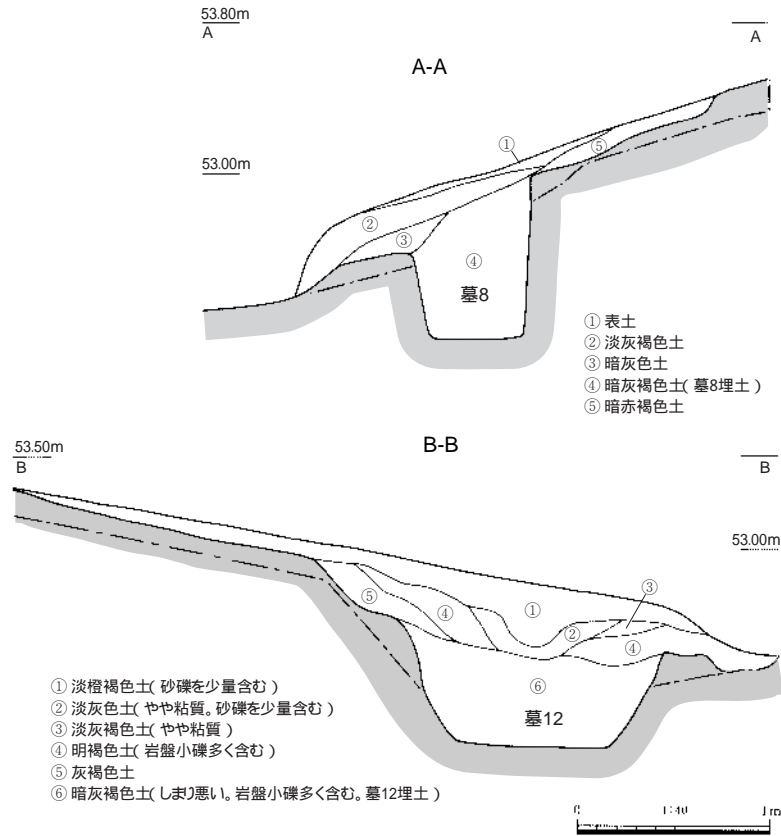 53.80m
A
A
A-A
①
⑤
53.00m
②
③
④
墓8
① 表土
② 淡灰褐色土
③ 暗灰色土
④ 暗灰褐色土( 墓8埋土 )
⑤ 暗赤褐色土
B-B
53.50m
B
B
53.00m
③
⑤
④
①
②
④
⑥
墓12
① 淡橙褐色土( 砂礫を少量含む )
② 淡灰色土( やや粘質。砂礫を少量含む )
③ 淡灰褐色土( やや粘質 )
④ 明褐色土( 岩盤小礫多く含む )
⑤ 灰褐色土
⑥ 暗灰褐色土( しまり悪い。岩盤小礫多く含む。墓12埋土 )
0 1:40 1m